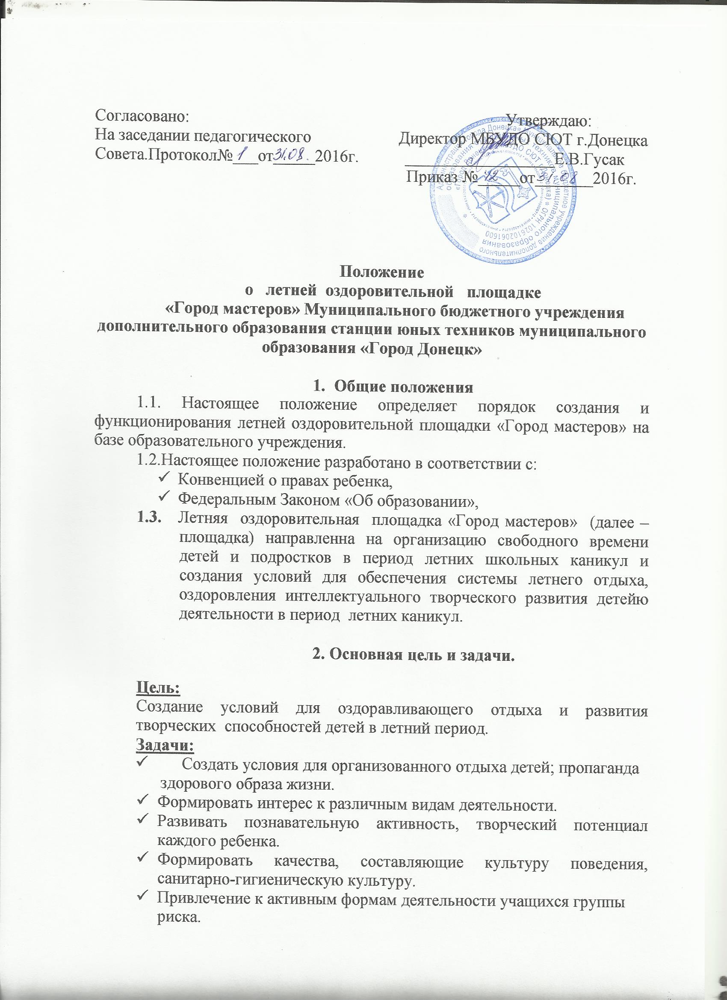 Согласовано:
На заседании педагогического
Совета.Протокол№ 1 от 31.08. 2016г.
Утверждаю:
Директор МБУДО СЮТ г.Донецка
Е.В.Гусак
Приказ № от 31 08 2016г.
Положение
о летней оздоровительной площадке
«Город мастеров» Муниципального бюджетного учреждения
дополнительного образования станции юных техников муниципального
образования «Город Донецк»
1. Общие положения
1.1. Настоящее положение определяет порядок создания и
функционирования летней оздоровительной площадки «Город мастеров» на
базе образовательного учреждения.
1.2.Настоящее положение разработано в соответствии с:
✓ Конвенцией о правах ребенка,
✓ Федеральным Законом «Об образовании»,
1.3. Летняя оздоровительная площадка «Город мастеров» (далее –
площадка) направленна на организацию свободного времени
детей и подростков в период летних школьных каникул и
создания условий для обеспечения системы летнего отдыха,
оздоровления интеллектуального творческого развития детейю
деятельности в период летних каникул.
2. Основная цель и задачи.
Цель:
Создание условий для оздоравливающего отдыха и развития
творческих способностей детей в летний период.
Задачи:
✓ Создать условия для организованного отдыха детей; пропаганда
здорового образа жизни.
✓ Формировать интерес к различным видам деятельности.
✓ Развивать познавательную активность, творческий потенциал
каждого ребенка.
✓ Формировать качества, составляющие культуру поведения,
санитарно-гигиеническую культуру.
✓ Привлечение к активным формам деятельности учащихся группы
риска.